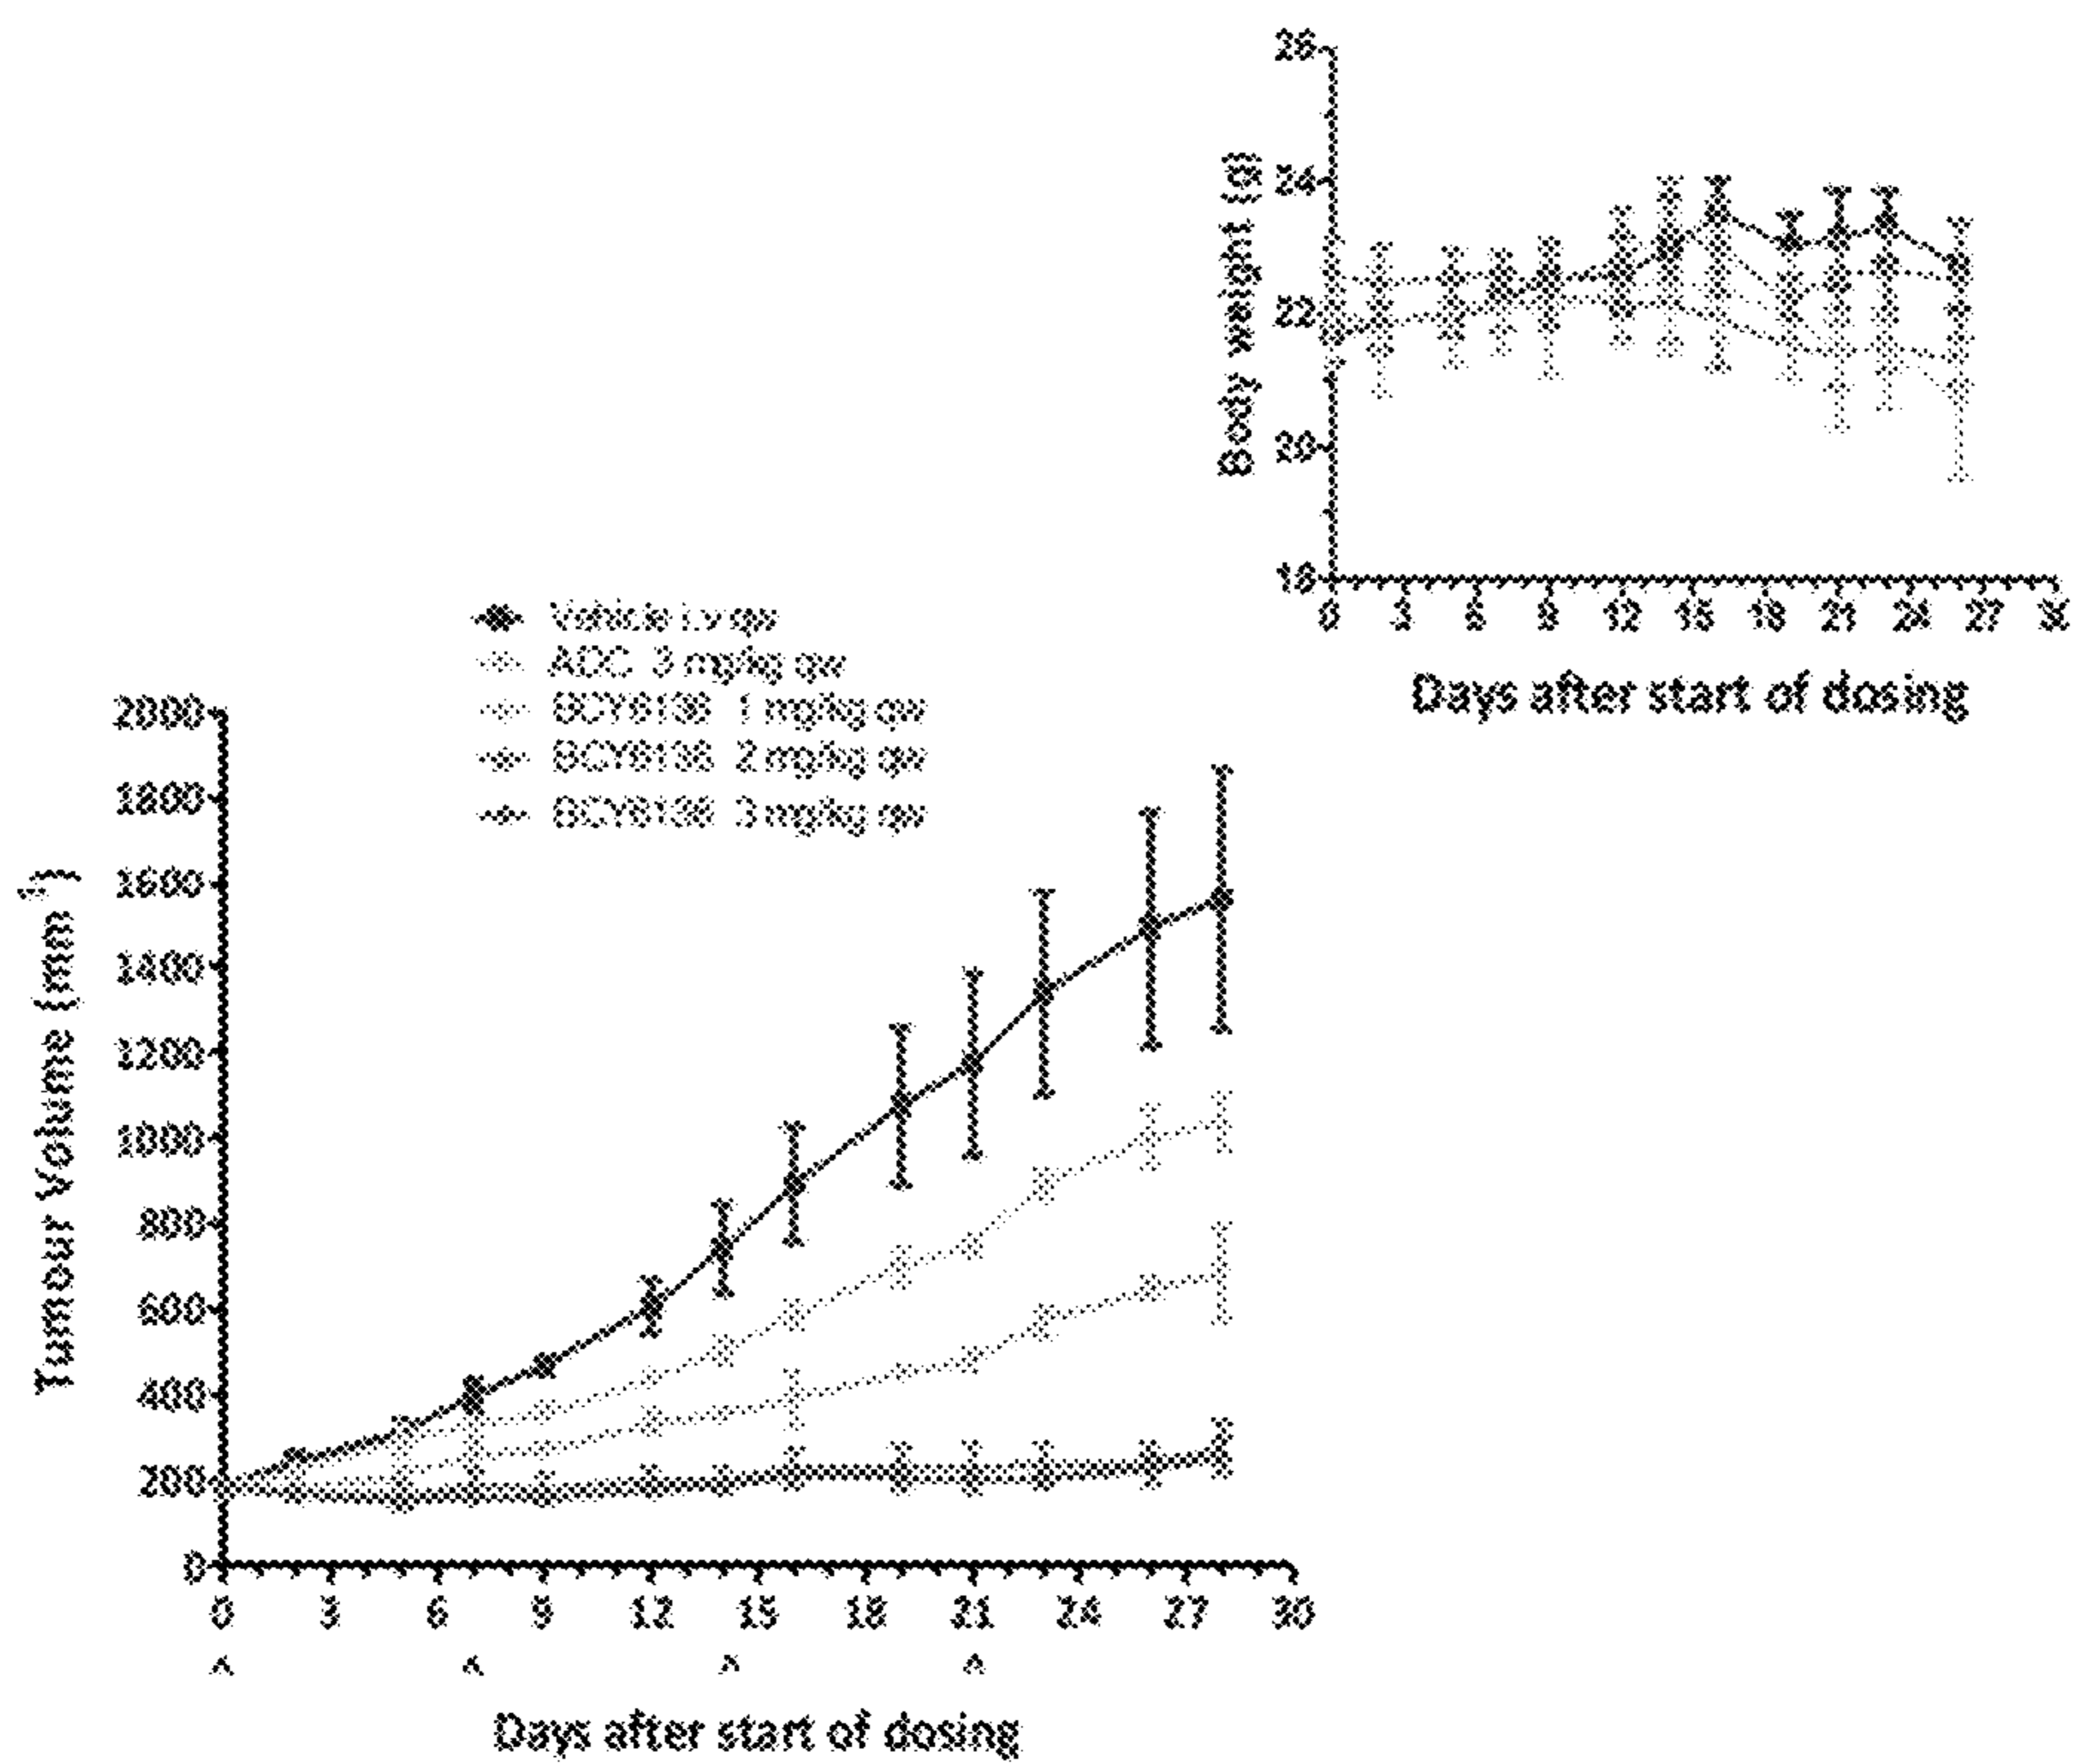 26
24
22
20
18
Body weight (g)
0 3 6 9 12 15 18 21 24 27
Days after start of dosing
Vehicle i.v qw
ADC 3 mg/kg qw
1 mg/kg qw
2 mg/kg qw
3 mg/kg qw
2000
1800
1600
1400
1200
1000
800
600
400
200
0
Tumour Volume (mm³)
0 3 6 9 12 15 18 21 24 27 30
^ ^ ^ ^
Days after start of dosing